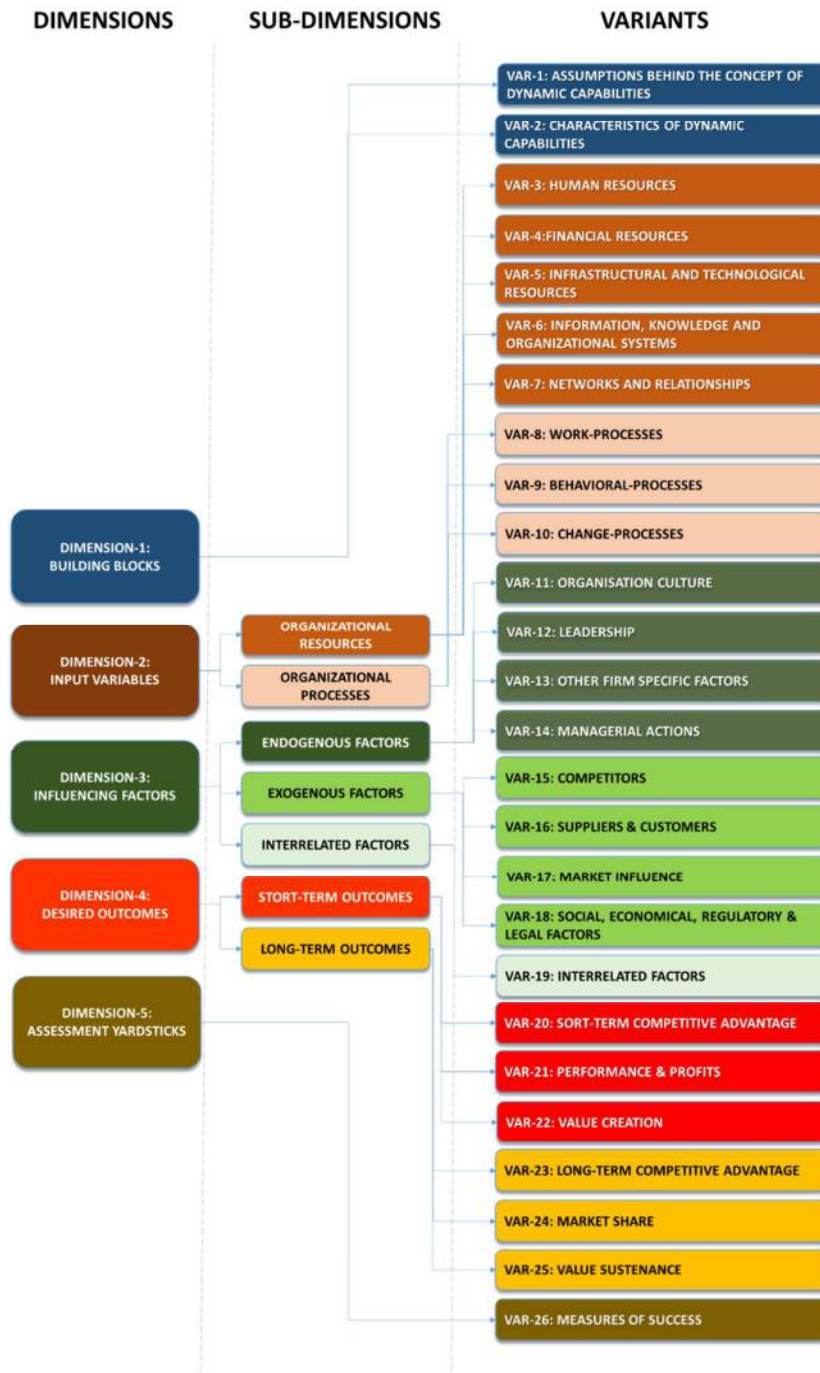 DIMENSIONS
SUB-DIMENSIONS
VARIANTS
DIMENSION-1:
BUILDING BLOCKS
DIMENSION-2:
INPUT VARIABLES
DIMENSION-3:
INFLUENCING FACTORS
DIMENSION-4:
DESIRED OUTCOMES
DIMENSION-5:
ASSESSMENT YARDSTICKS
ORGANIZATIONAL
RESOURCES
ORGANIZATIONAL
PROCESSES
ENDOGENOUS FACTORS
EXOGENOUS FACTORS
INTERRELATED FACTORS
STORT-TERM OUTCOMES
LONG-TERM OUTCOMES
VAR-1: ASSUMPTIONS BEHIND THE CONCEPT OF
DYNAMIC CAPABILITIES
VAR-2: CHARACTERISTICS OF DYNAMIC
CAPABILITIES
VAR-3: HUMAN RESOURCES
VAR-4:FINANCIAL RESOURCES
VAR-5: INFRASTRUCTURAL AND TECHNOLOGICAL
RESOURCES
VAR-6: INFORMATION, KNOWLEDGE AND
ORGANIZATIONAL SYSTEMS
VAR-7: NETWORKS AND RELATIONSHIPS
VAR-8: WORK-PROCESSES
VAR-9: BEHAVIORAL-PROCESSES
VAR-10: CHANGE-PROCESSES
VAR-11: ORGANISATION CULTURE
VAR-12: LEADERSHIP
VAR-13: OTHER FIRM SPECIFIC FACTORS
VAR-14: MANAGERIAL ACTIONS
VAR-15: COMPETITORS
VAR-16: SUPPLIERS & CUSTOMERS
VAR-17: MARKET INFLUENCE
VAR-18: SOCIAL, ECONOMICAL, REGULATORY &
LEGAL FACTORS
VAR-19: INTERRELATED FACTORS
VAR-20: SORT-TERM COMPETITIVE ADVANTAGE
VAR-21: PERFORMANCE & PROFITS
VAR-22: VALUE CREATION
VAR-23: LONG-TERM COMPETITIVE ADVANTAGE
VAR-24: MARKET SHARE
VAR-25: VALUE SUSTENANCE
VAR-26: MEASURES OF SUCCESS